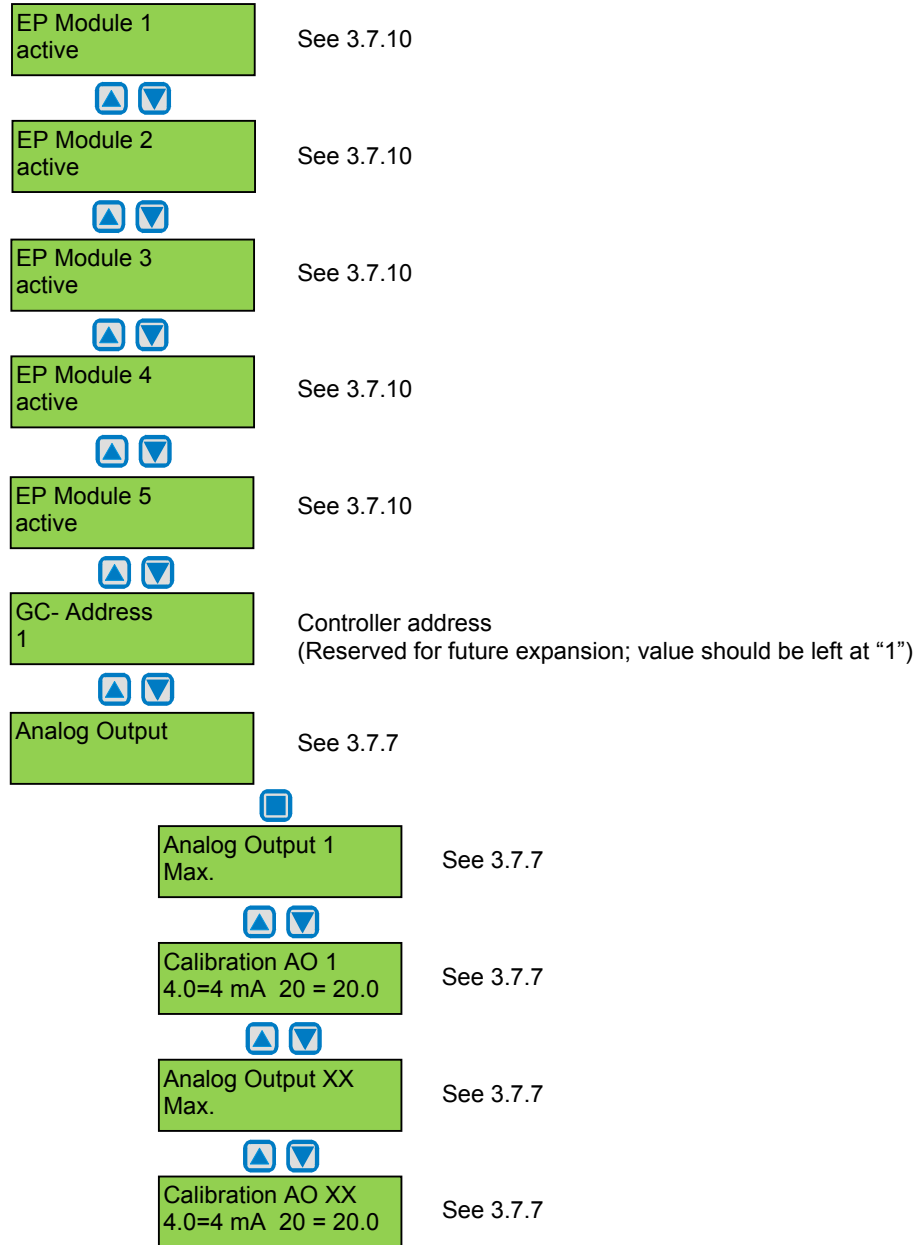 EP Module 1
active
See 3.7.10
EP Module 2
active
See 3.7.10
EP Module 3
active
See 3.7.10
EP Module 4
active
See 3.7.10
EP Module 5
active
See 3.7.10
GC- Address
1
Controller address
(Reserved for future expansion; value should be left at “1”)
Analog Output
See 3.7.7
Analog Output 1
Max.
See 3.7.7
Calibration AO 1
4.0=4 mA  20 = 20.0
See 3.7.7
Analog Output XX
Max.
See 3.7.7
Calibration AO XX
4.0=4 mA  20 = 20.0
See 3.7.7